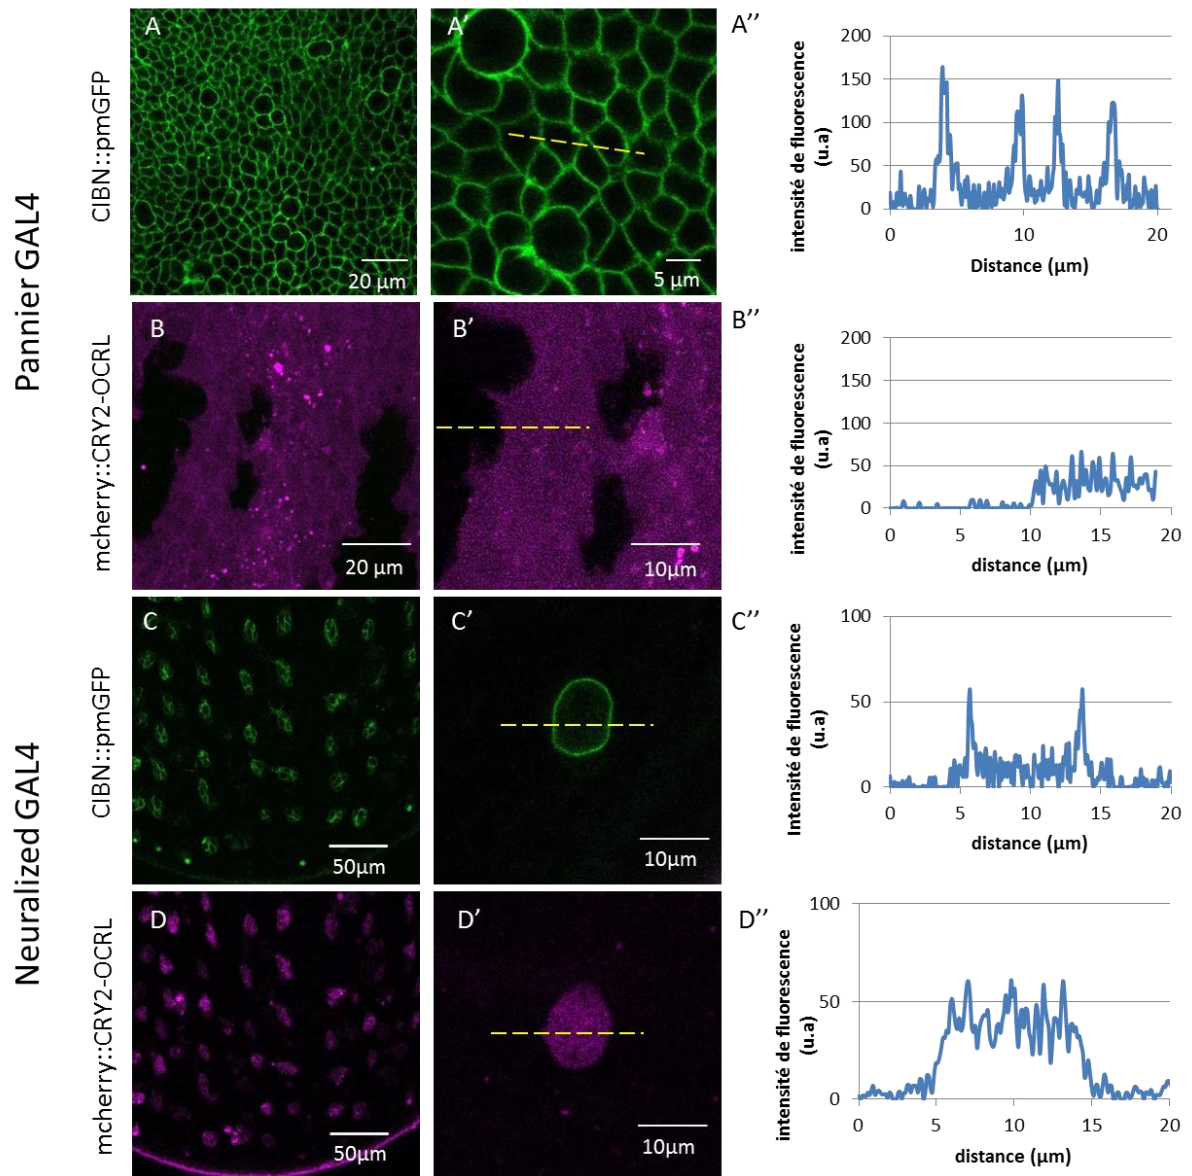 Pannier GAL4
CIBN::pmGFP
A
20 µm
A'
5 µm
A''
intensité de fluorescence
(u.a)
200
150
100
50
0
0 10 20
Distance (µm)
mcherry::CRY2-OCRL
B
20 µm
B'
10µm
B''
intensité de fluorescence
(u.a)
200
150
100
50
0
0 5 10 15 20
distance (µm)
Neuralized GAL4
CIBN::pmGFP
C
50µm
C'
10µm
C''
Intensité de fluorescence
(u.a)
100
50
0
0 5 10 15 20
distance (µm)
mcherry::CRY2-OCRL
D
50µm
D'
10µm
D''
intensité de fluorescence
(u.a)
100
50
0
0 5 10 15 20
distance (µm)